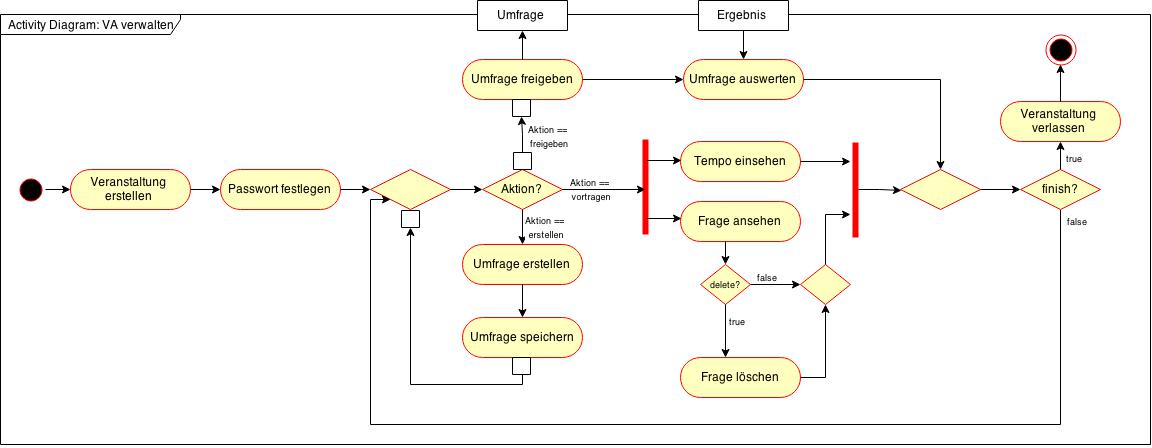 Umfrage
Ergebnis
Activity Diagram: VA verwalten
Umfrage freigeben
Umfrage auswerten
Veranstaltung
verlassen
Aktion ==
freigeben
true
Tempo einsehen
Veranstaltung
erstellen
Passwort festlegen
Aktion?
Aktion ==
vortragen
finish?
Aktion ==
erstellen
Frage ansehen
false
Umfrage erstellen
delete?
false
true
Umfrage speichern
Frage löschen